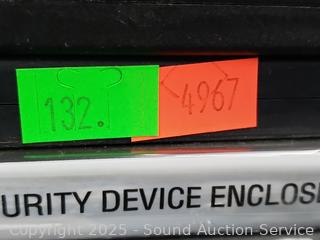 132.
4967
URITY DEVICE ENCLOS
Copyright 2025 - Sound Auction Service